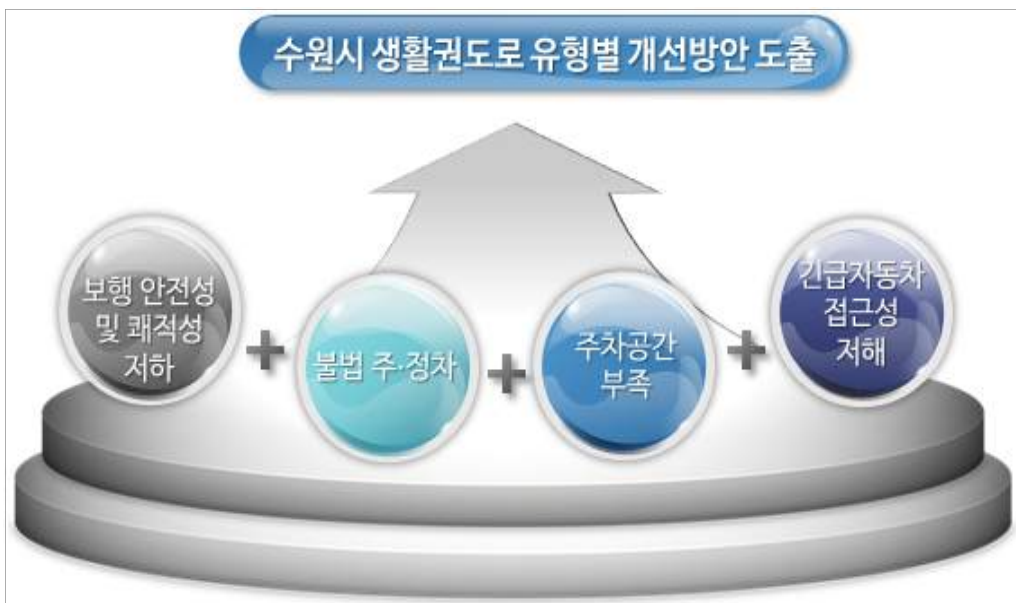 수원시 생활권도로 유형별 개선방안 도출
보행 안전성
및 쾌적성
저하
+
불법 주·정차
+
주차공간
부족
+
긴급자동차
접근성
저해